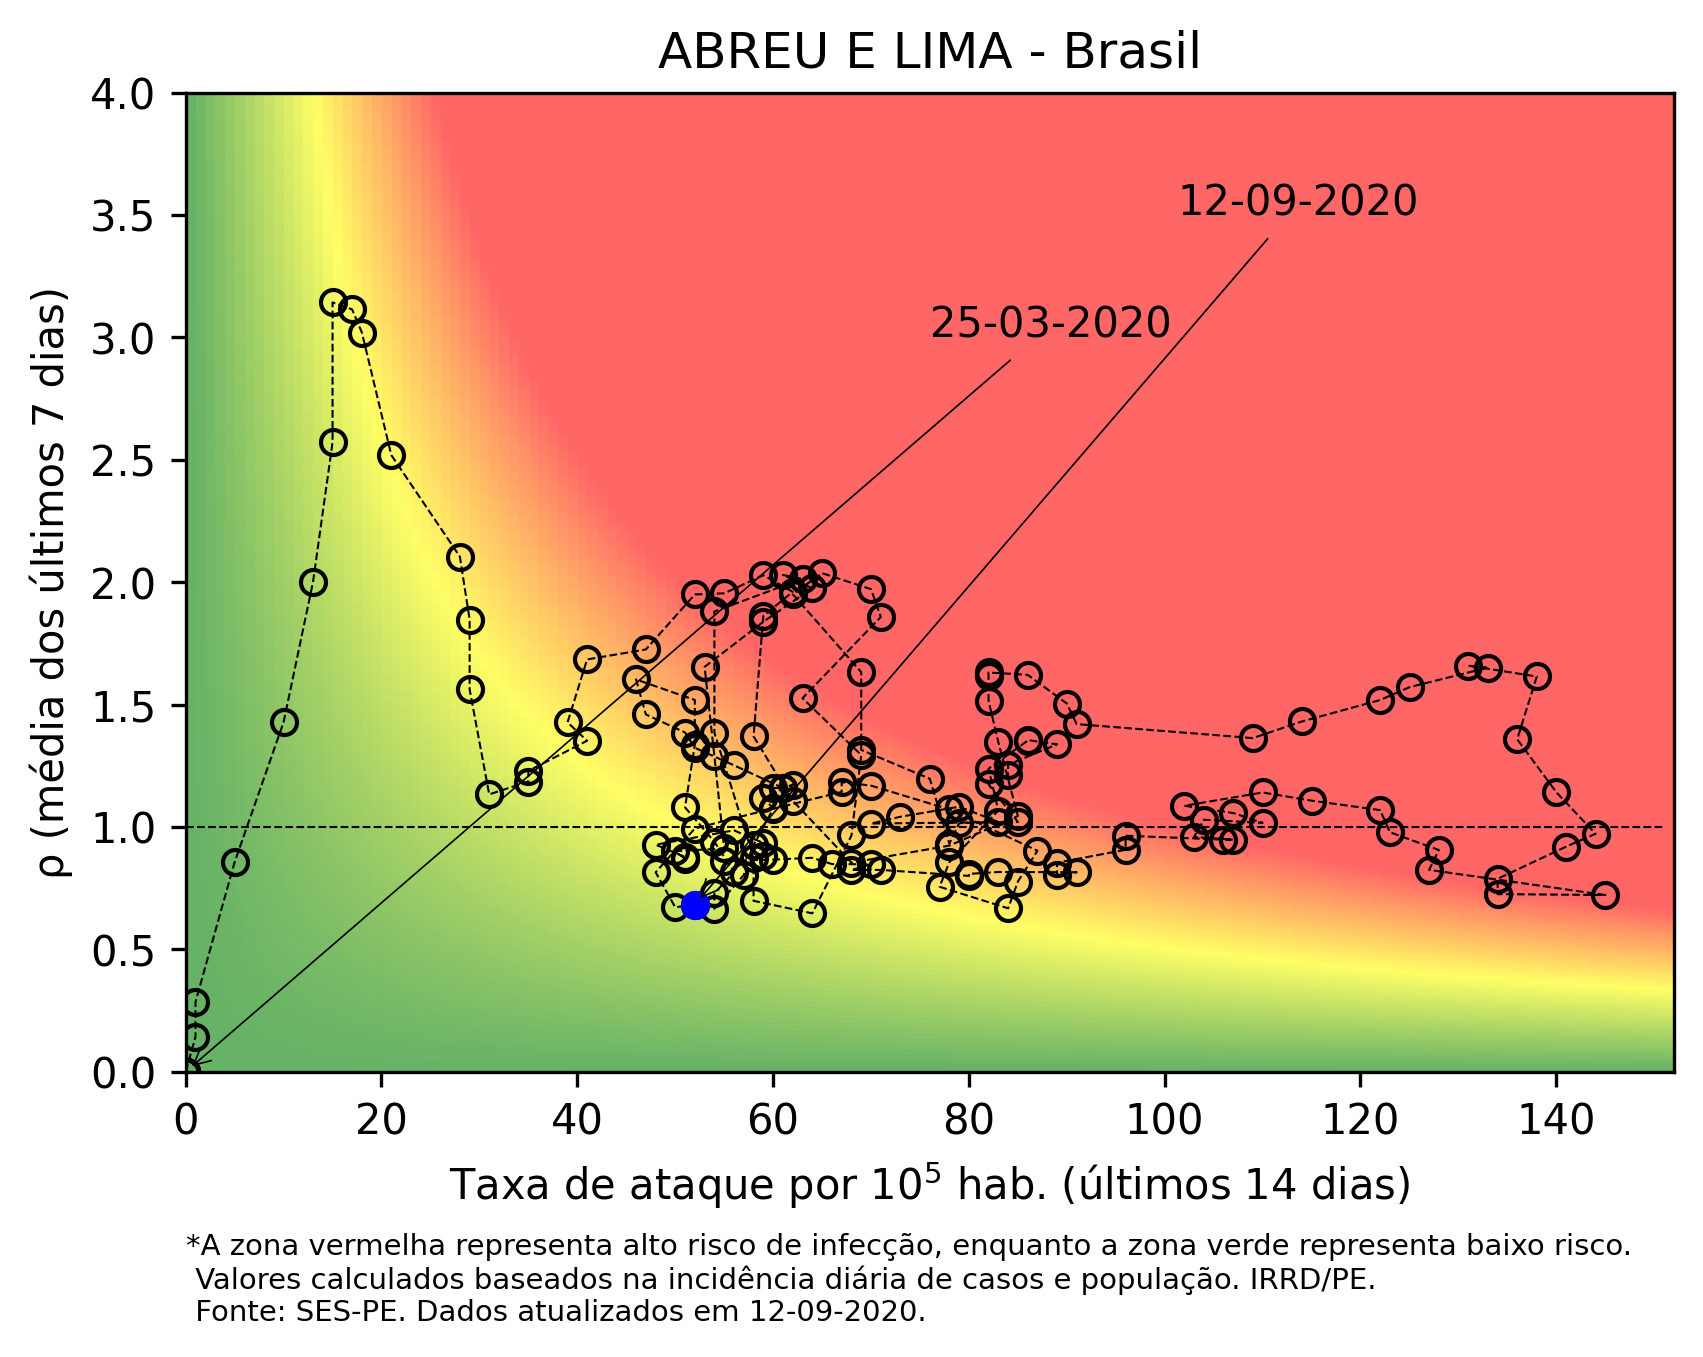 ABREU E LIMA - Brasil
4.0
3.5
3.0
2.5
2.0
1.5
1.0
0.5
0.0
ρ (média dos últimos 7 dias)
12-09-2020
25-03-2020
0 20 40 60 80 100 120 140
Taxa de ataque por 10⁵ hab. (últimos 14 dias)
*A zona vermelha representa alto risco de infecção, enquanto a zona verde representa baixo risco.
Valores calculados baseados na incidência diária de casos e população. IRRD/PE.
Fonte: SES-PE. Dados atualizados em 12-09-2020.